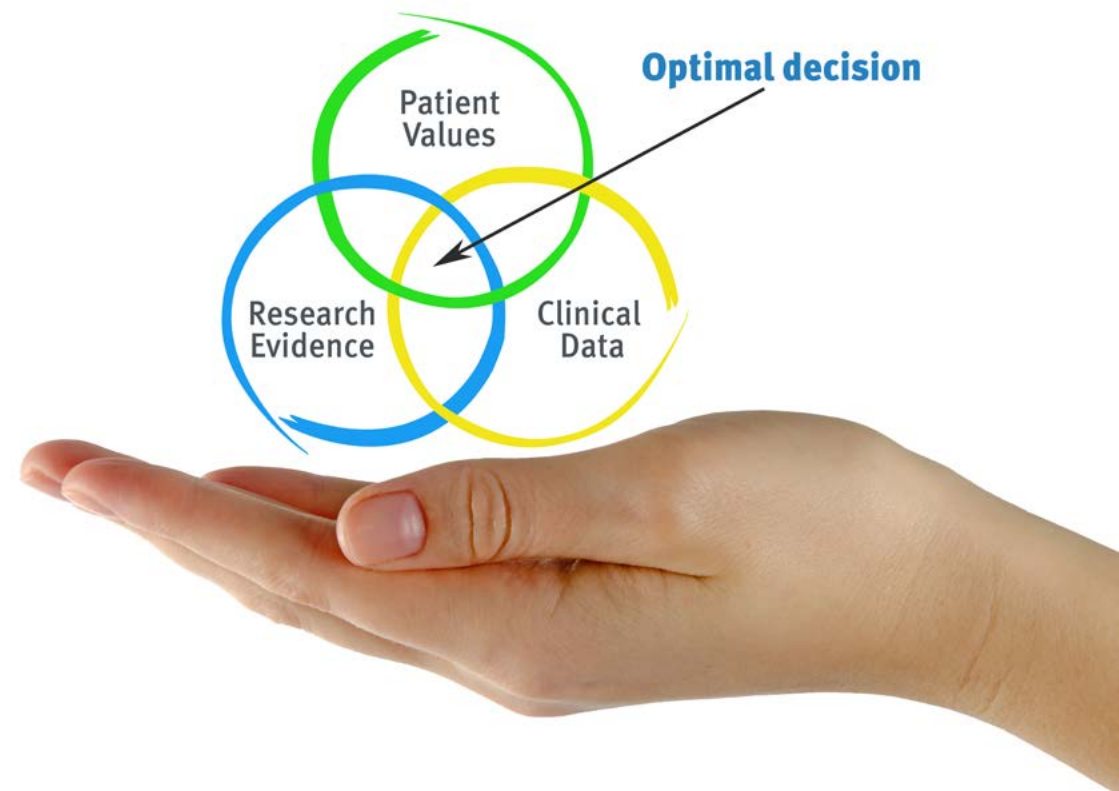 Optimal decision
Patient
Values
Research
Evidence
Clinical
Data